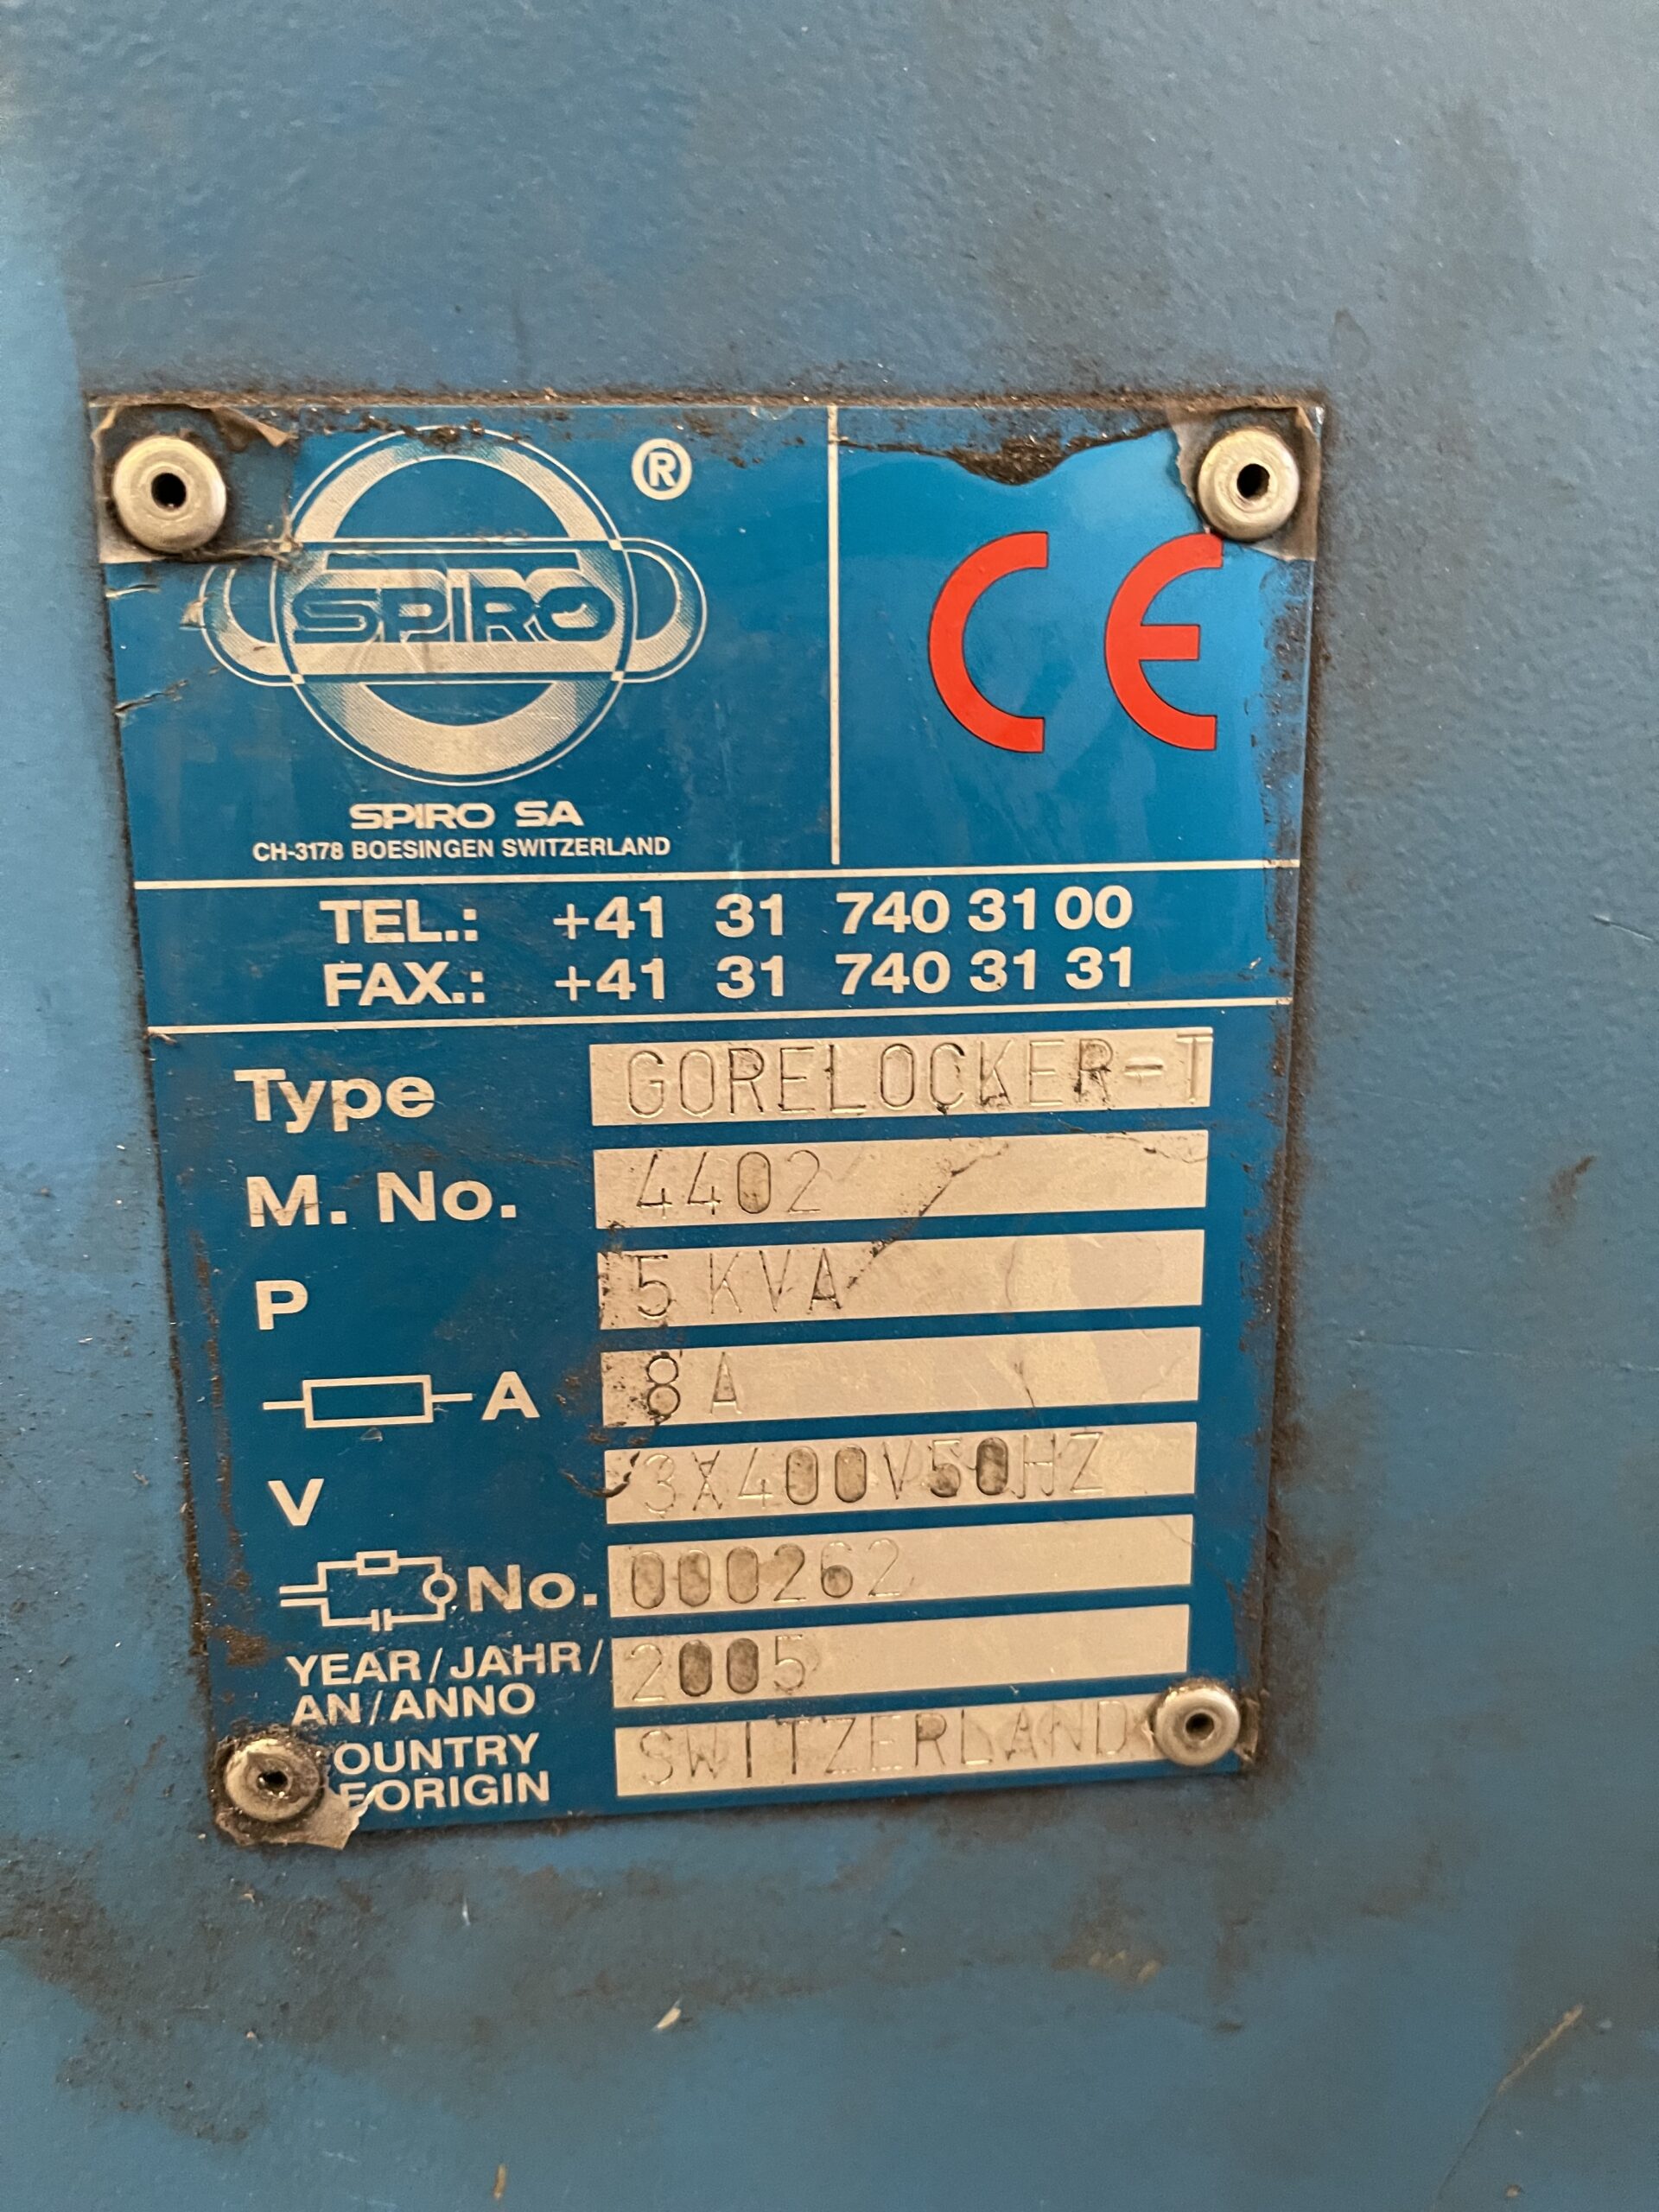 ®
SPIRO
CE
SPIRO SA
CH-3178 BOESINGEN SWITZERLAND
TEL.: +41 31 740 31 00
FAX.: +41 31 740 31 31
Type GORELOCKER-T
M. No. 4402
P 5 KVA
A 8 A
V 3X400V50HZ
No. 000262
YEAR/JAHR/ 2005
AN/ANNO
OUNTRY SWITZERLAND
FORIGIN